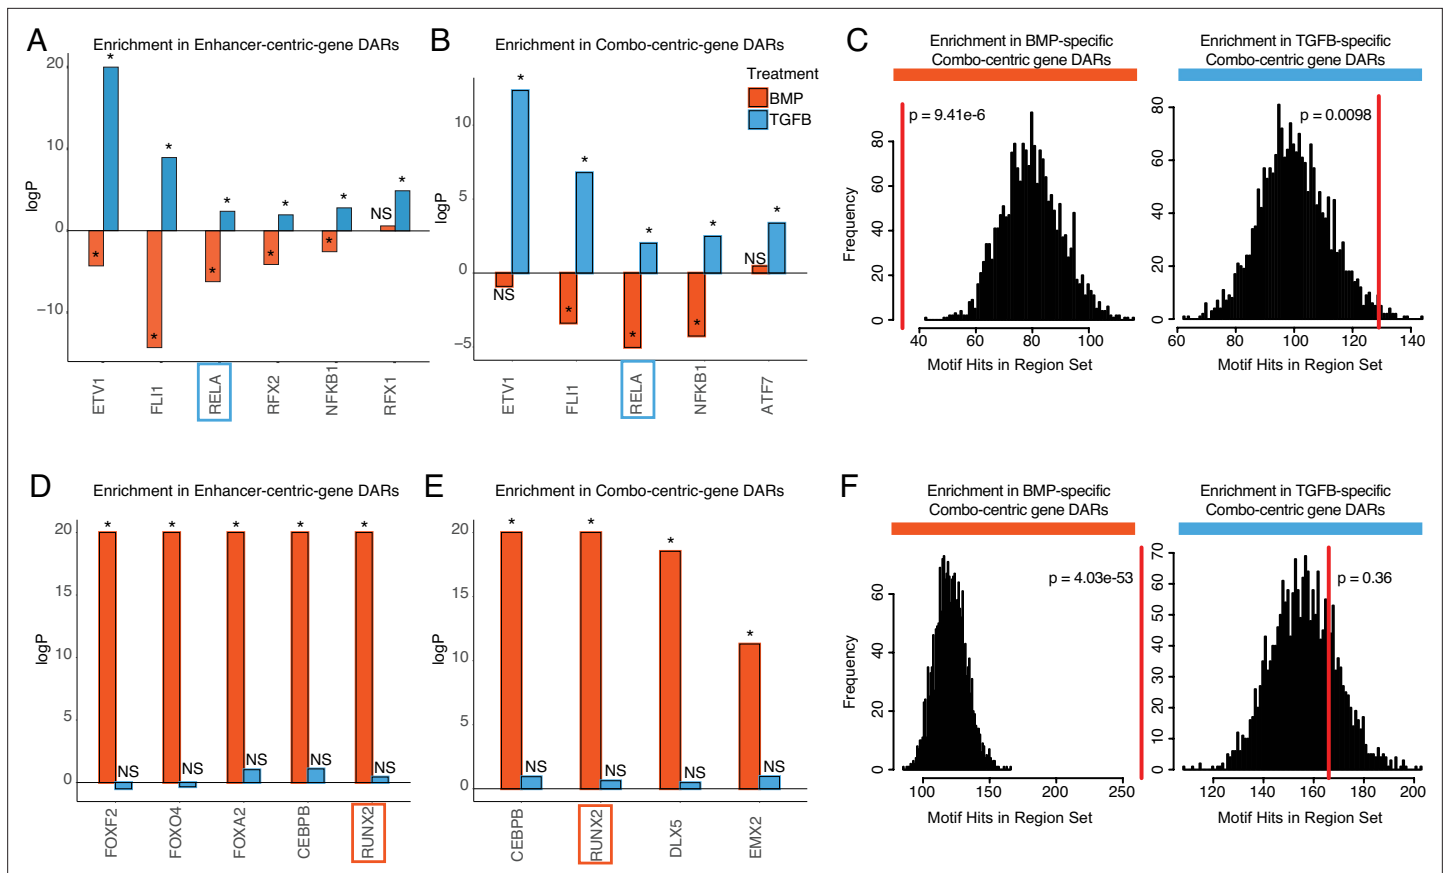 A
Enrichment in Enhancer-centric-gene DARs
logP
20
10
0
−10
*
*
*
*
*
*
*
*
*
*
NS
*
ETV1
FLI1
RELA
RFX2
NFKB1
RFX1
B
Enrichment in Combo-centric-gene DARs
Treatment
BMP
TGFB
logP
10
5
0
−5
*
NS
*
*
*
*
*
*
NS
*
ETV1
FLI1
RELA
NFKB1
ATF7
C
Enrichment in BMP-specific
Combo-centric gene DARs
p = 9.41e-6
Frequency
0
20
40
60
80
40
60
80
100
Motif Hits in Region Set
Enrichment in TGFB-specific
Combo-centric gene DARs
p = 0.0098
0
20
40
60
80
60
80
100
120
140
Motif Hits in Region Set
D
Enrichment in Enhancer-centric-gene DARs
logP
20
15
10
5
0
*
NS
*
NS
*
NS
*
NS
*
NS
FOXF2
FOXO4
FOXA2
CEBPB
RUNX2
E
Enrichment in Combo-centric-gene DARs
logP
20
15
10
5
0
*
NS
*
NS
*
NS
*
NS
CEBPB
RUNX2
DLX5
EMX2
F
Enrichment in BMP-specific
Combo-centric gene DARs
p = 4.03e-53
Frequency
0
20
40
60
100
150
200
250
Motif Hits in Region Set
Enrichment in TGFB-specific
Combo-centric gene DARs
p = 0.36
0
10
20
30
40
50
60
70
120
140
160
180
200
Motif Hits in Region Set